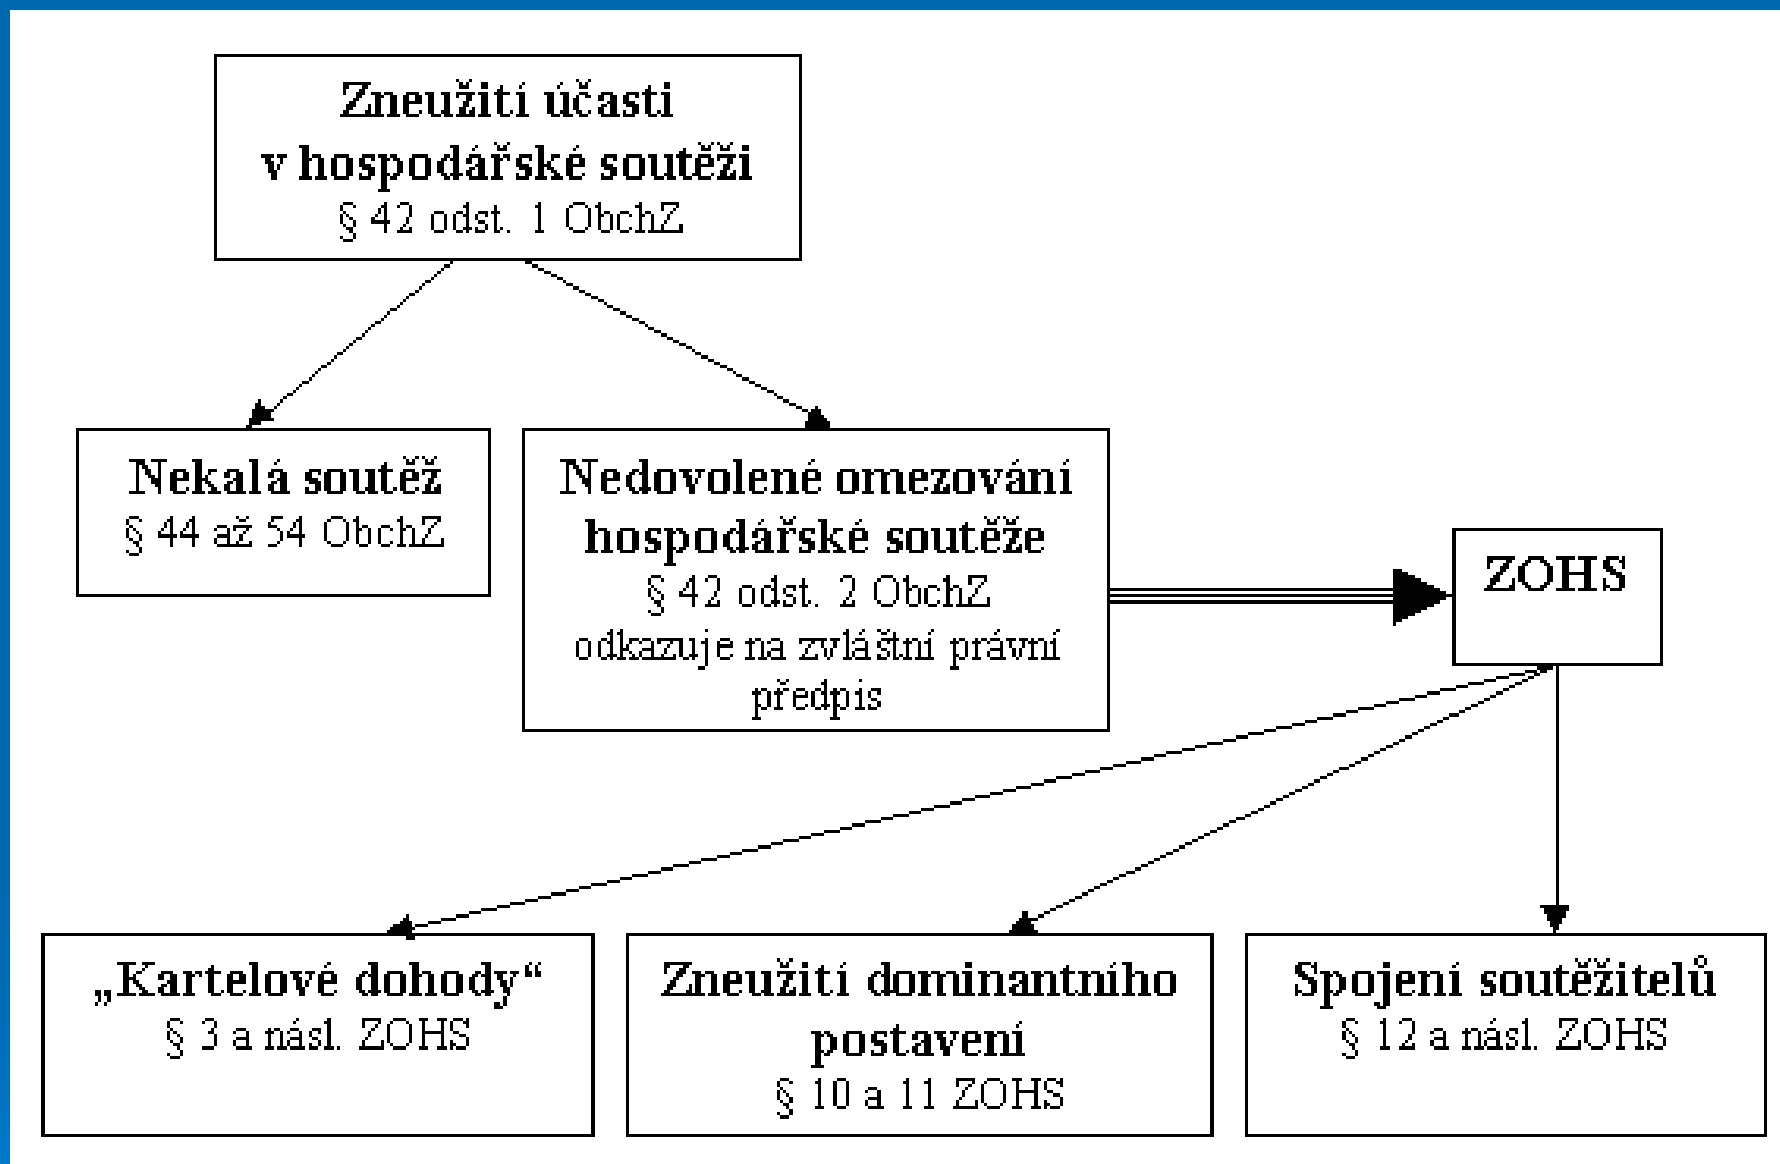 Zneužití účasti
v hospodářské soutěži
§ 42 odst. 1 ObchZ
Nekalá soutěž
§ 44 až 54 ObchZ
Nedovolené omezování
hospodářské soutěže
§ 42 odst. 2 ObchZ
odkazuje na zvláštní právní
předpis
ZOHS
„Kartelové dohody“
§ 3 a násl. ZOHS
Zneužití dominantního
postavení
§ 10 a 11 ZOHS
Spojení soutěžitelů
§ 12 a násl. ZOHS